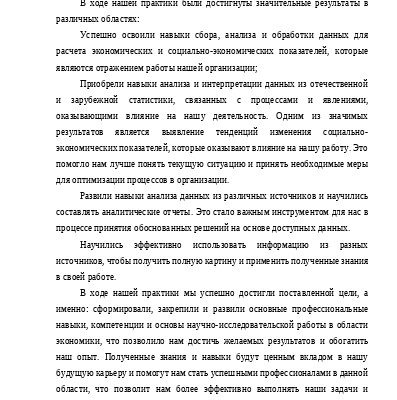 В ходе нашей практики были достигнуты значительные результаты в
различных областях:
Успешно освоили навыки сбора, анализа и обработки данных для
расчета экономических и социально-экономических показателей, которые
являются отражением работы нашей организации;
Приобрели навыки анализа и интерпретации данных из отечественной
и зарубежной статистики, связанных с процессами и явлениями,
оказывающими влияние на нашу деятельность. Одним из значимых
результатов является выявление тенденций изменения социально-
экономических показателей, которые оказывают влияние на нашу работу. Это
помогло нам лучше понять текущую ситуацию и принять необходимые меры
для оптимизации процессов в организации.
Развили навыки анализа данных из различных источников и научились
составлять аналитические отчеты. Это стало важным инструментом для нас в
процессе принятия обоснованных решений на основе доступных данных.
Научились эффективно использовать информацию из разных
источников, чтобы получить полную картину и применить полученные знания
в своей работе.
В ходе нашей практики мы успешно достигли поставленной цели, а
именно: сформировали, закрепили и развили основные профессиональные
навыки, компетенции и основы научно-исследовательской работы в области
экономики, что позволило нам достичь желаемых результатов и обогатить
наш опыт. Полученные знания и навыки будут ценным вкладом в нашу
будущую карьеру и помогут нам стать успешными профессионалами в данной
области, что позволит нам более эффективно выполнять наши задачи и